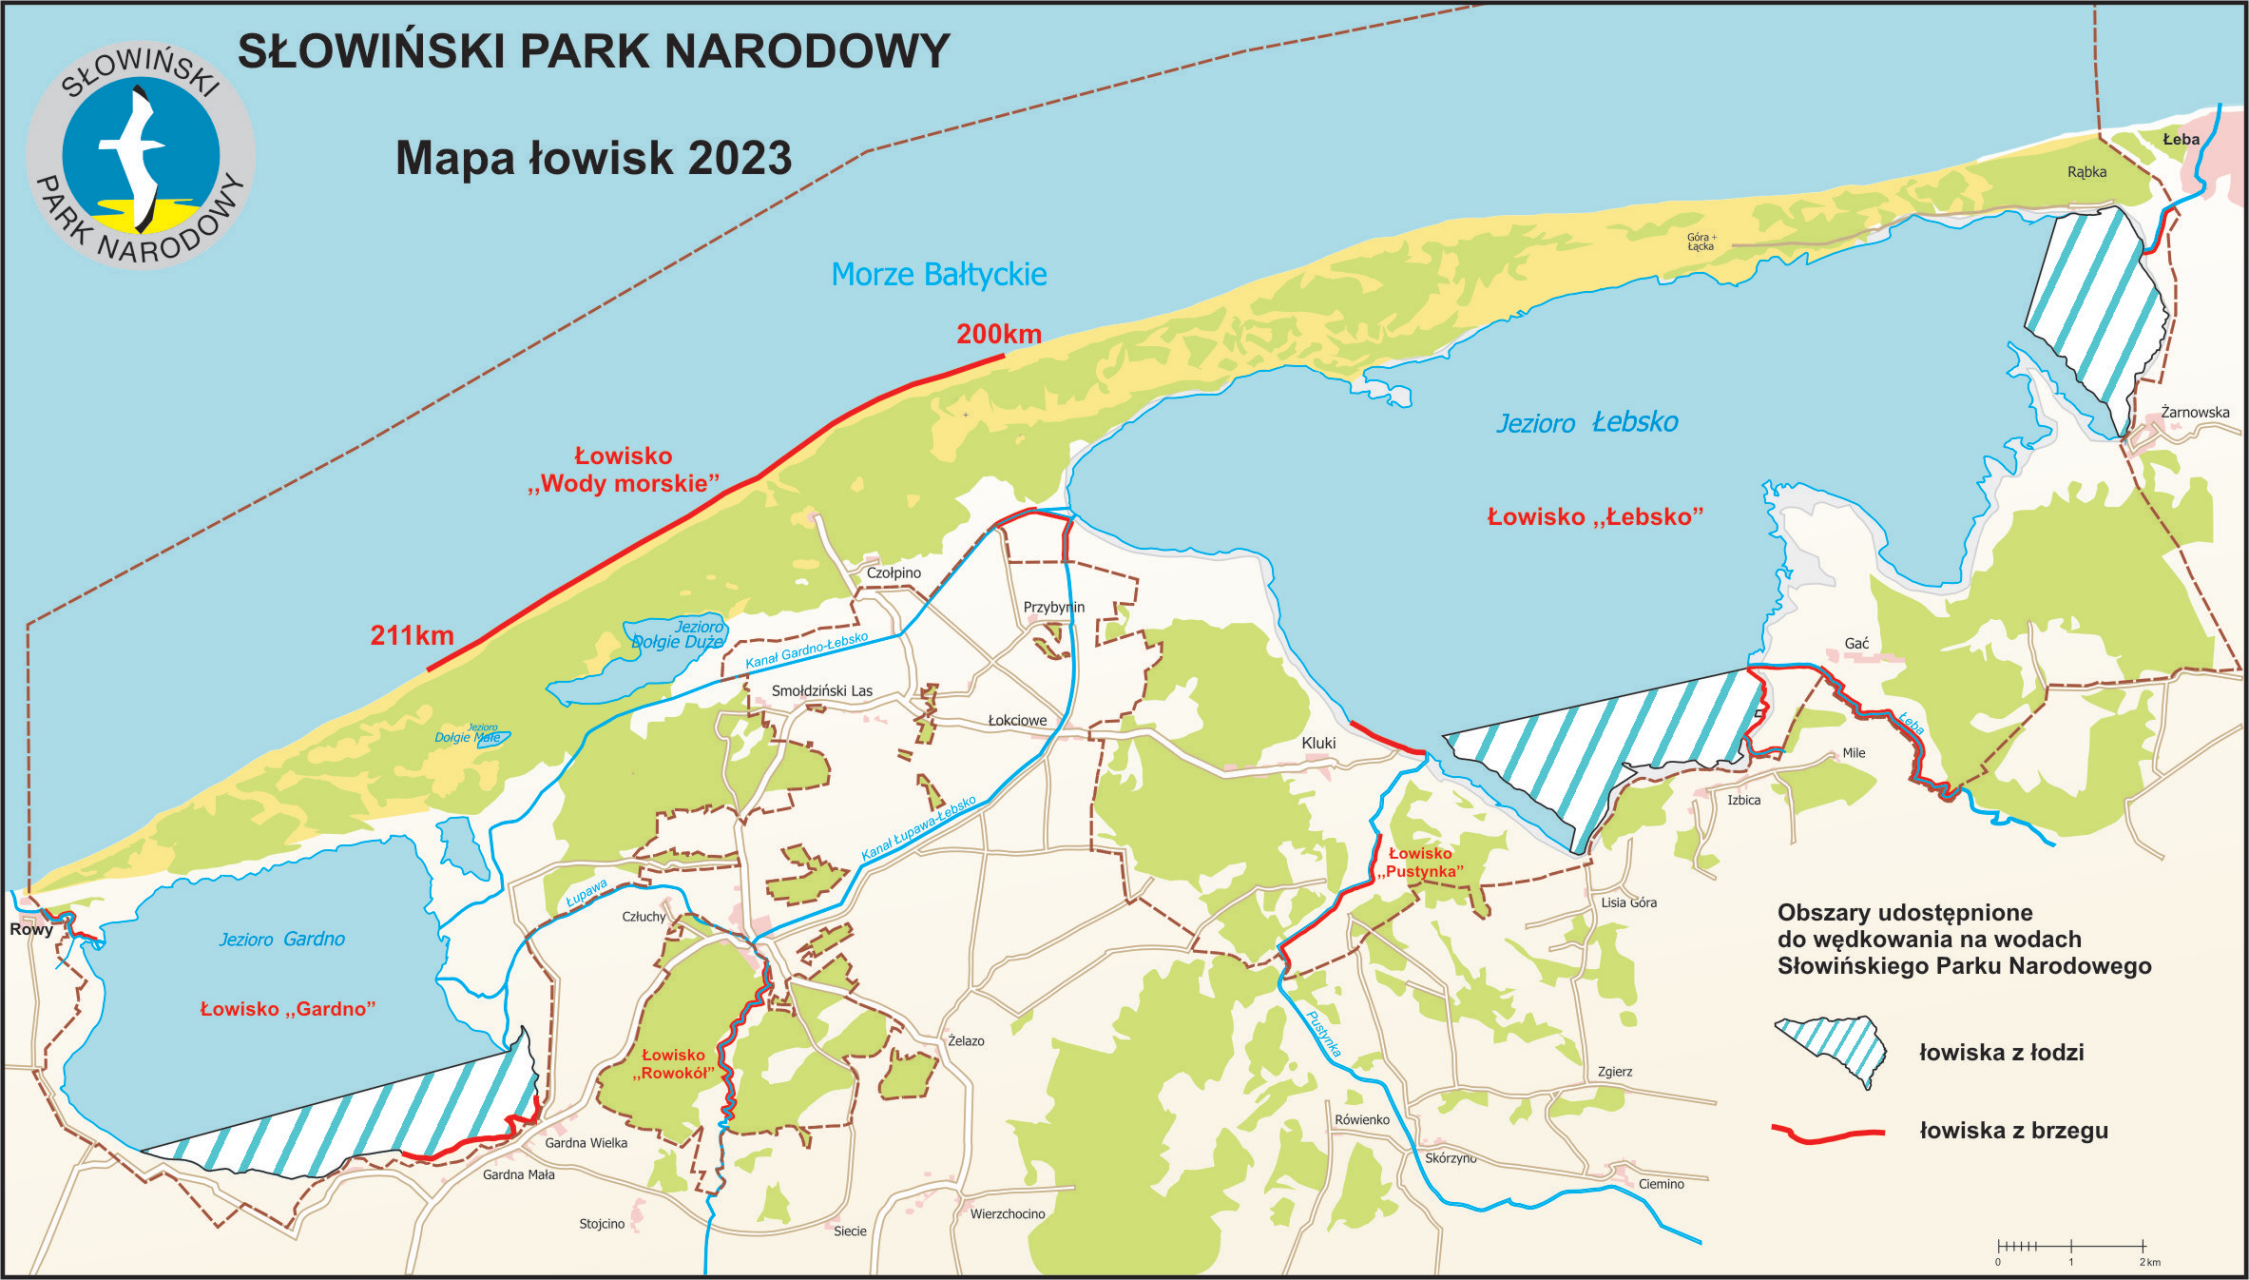 SŁOWIŃSKI PARK NARODOWY
Mapa łowisk 2023
SŁOWIŃSKI
PARK NARODOWY
Łeba
Rąbka
Góra +
Łącka
Morze Bałtyckie
200km
Żarnowska
Jezioro Łebsko
Łowisko
,,Wody morskie”
Łowisko ,,Łebsko”
Czołpino
Przybynin
211km
Jezioro
Dołgie Duże
Kanał Gardno-Łebsko
Gać
Smołdziński Las
Łokciowe
Jezioro
Dołgie Małe
Kluki
Łeba
Mile
Izbica
Kanał Łupawa-Łebsko
Łowisko
,,Pustynka”
Łupawa
Człuchy
Lisia Góra
Rowy
Jezioro Gardno
Obszary udostępnione
do wędkowania na wodach
Słowińskiego Parku Narodowego
Łowisko ,,Gardno”
Pustynka
Żelazo
Łowisko
,,Rowokół”
łowiska z łodzi
Zgierz
Rówienko
łowiska z brzegu
Gardna Wielka
Skórzyno
Gardna Mała
Ciemino
Wierzchocino
Stojcino
Siecie
0 1 2 km